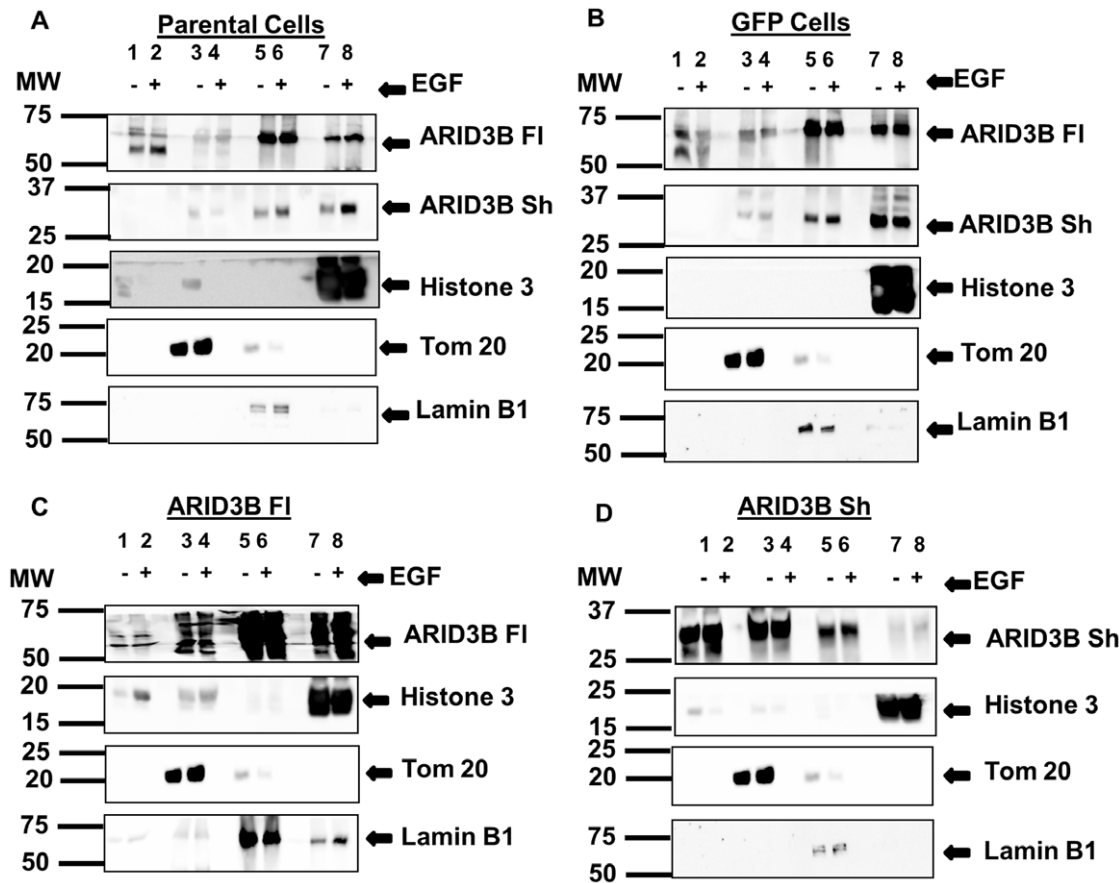 A
Parental Cells
1 2 3 4 5 6 7 8
MW - + - + - + - + EGF
75
ARID3B Fl
50
37
ARID3B Sh
25
20
Histone 3
15
25
Tom 20
20
75
Lamin B1
50
B
GFP Cells
1 2 3 4 5 6 7 8
MW - + - + - + - + EGF
75
ARID3B Fl
50
37
ARID3B Sh
25
20
Histone 3
15
25
Tom 20
20
75
Lamin B1
50
C
ARID3B Fl
1 2 3 4 5 6 7 8
MW - + - + - + - + EGF
75
ARID3B Fl
50
20
Histone 3
15
25
Tom 20
20
75
Lamin B1
50
D
ARID3B Sh
1 2 3 4 5 6 7 8
MW - + - + - + - + EGF
37
ARID3B Sh
25
25
Histone 3
15
25
Tom 20
20
75
Lamin B1
50